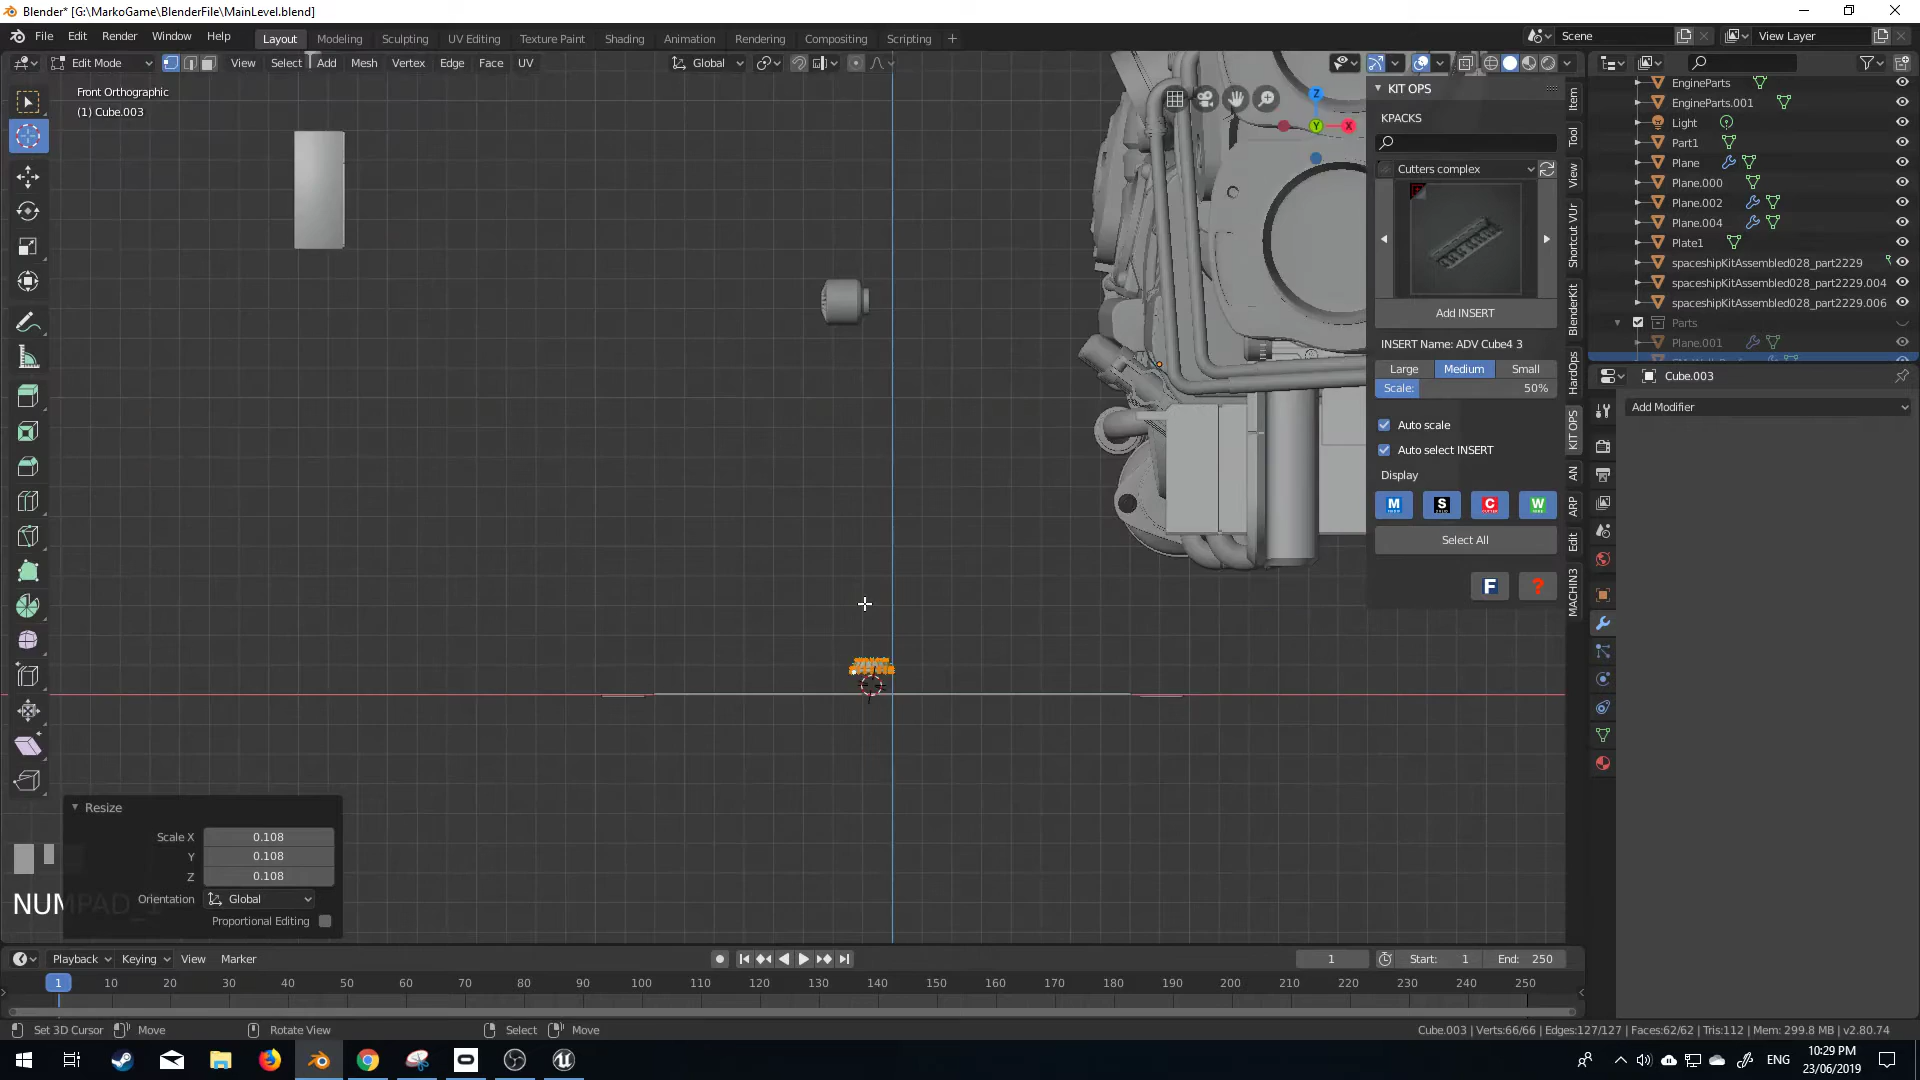 Blender* [G:\MarkoGame\BlenderFile\MainLevel.blend]
File Edit Render Window Help
Layout Modeling Sculpting UV Editing Texture Paint Shading Animation Rendering Compositing Scripting
Scene
View Layer
Edit Mode
View Select Add Mesh Vertex Edge Face UV
Global
Front Orthographic
(1) Cube.003
Z
X
Y
KIT OPS
KPACKS
Cutters complex
Add INSERT
INSERT Name: ADV Cube4 3
Large Medium Small
Scale: 50%
Auto scale
Auto select INSERT
Display
M S C W
Select All
F ?
Item
Tool
View
Shortcut VUr
BlenderKit
HardOps
KIT OPS
AN
ARP
Edit
MACHIN3
EngineParts
EngineParts.001
Light
Part1
Plane
Plane.000
Plane.002
Plane.004
Plate1
spaceshipKitAssembled028_part2229
spaceshipKitAssembled028_part2229.004
spaceshipKitAssembled028_part2229.006
Parts
Plane.001
Cube.003
Add Modifier
Resize
Scale X 0.108
Y 0.108
Z 0.108
Orientation Global
Proportional Editing
NUMPAD_1
Playback Keying View Marker
1 Start: 1 End: 250
1 10 20 30 40 50 60 70 80 90 100 110 120 130 140 150 160 170 180 190 200 210 220 230 240 250
Set 3D Cursor Move Rotate View Select Move
Cube.003 | Verts:66/66 | Edges:127/127 | Faces:62/62 | Tris:112 | Mem: 299.8 MB | v2.80.74
ENG
10:29 PM
23/06/2019